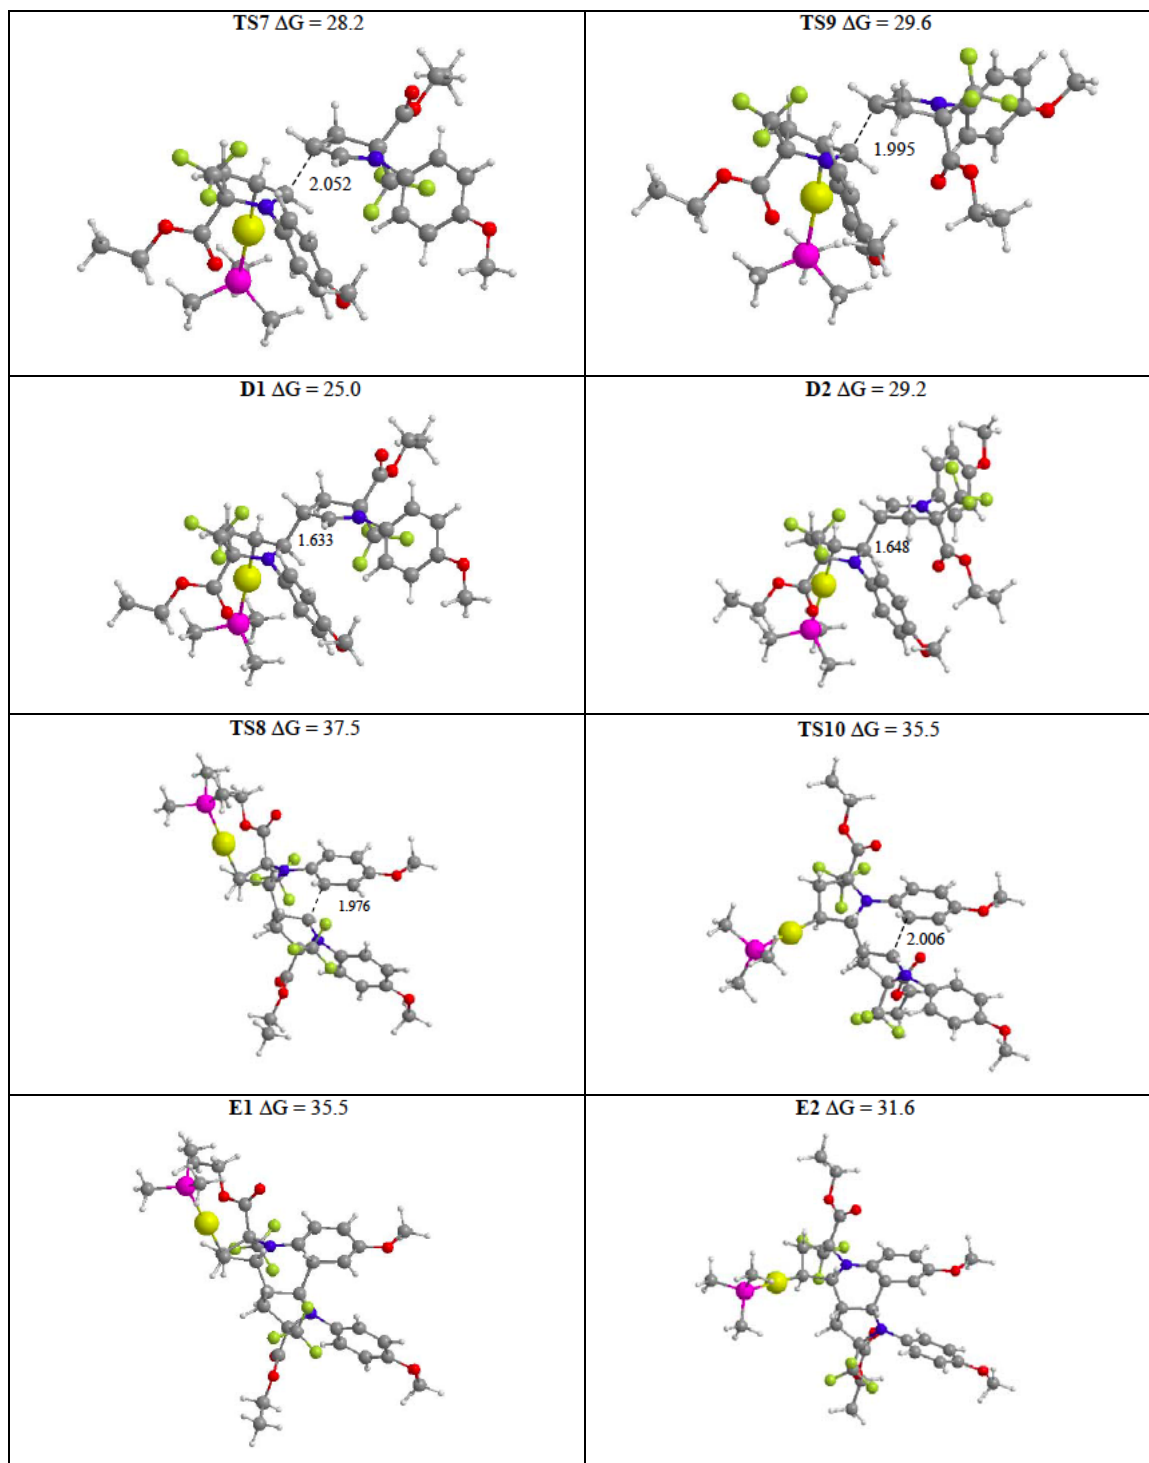 TS7 ΔG = 28.2
TS9 ΔG = 29.6
2.052
1.995
D1 ΔG = 25.0
D2 ΔG = 29.2
1.633
1.648
TS8 ΔG = 37.5
TS10 ΔG = 35.5
1.976
2.006
E1 ΔG = 35.5
E2 ΔG = 31.6